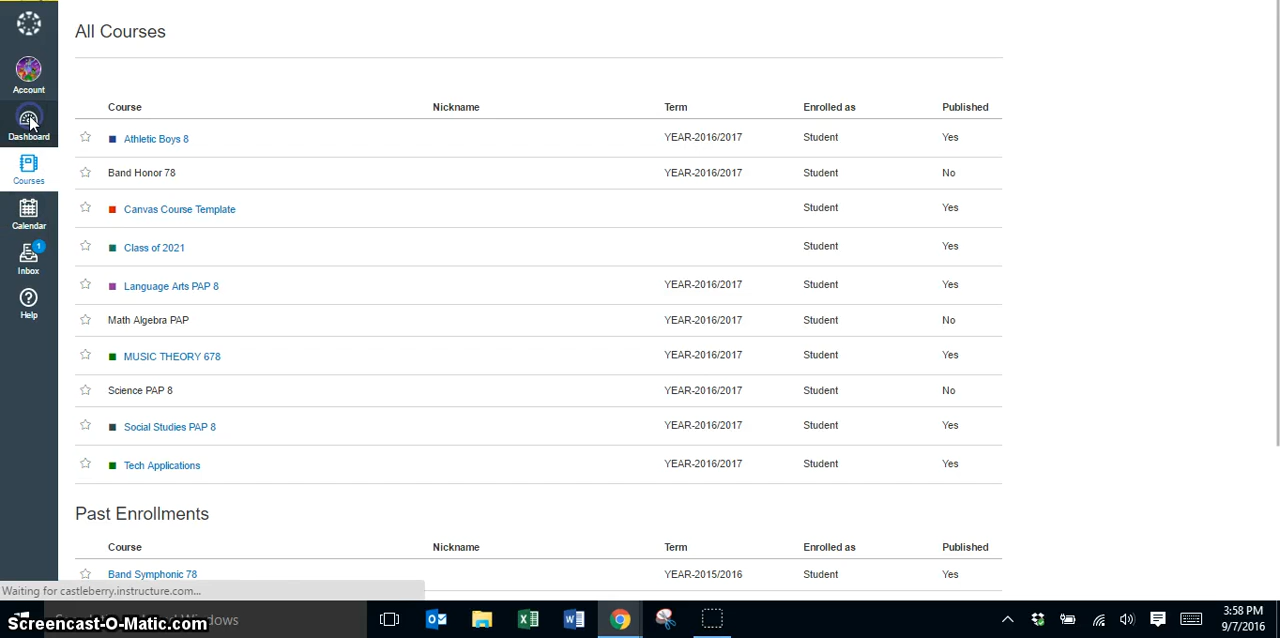 All Courses
Account
Dashboard
Courses
Calendar
1
Inbox
Help
Course Nickname Term Enrolled as Published
Athletic Boys 8 YEAR-2016/2017 Student Yes
Band Honor 78 YEAR-2016/2017 Student No
Canvas Course Template Student Yes
Class of 2021 Student Yes
Language Arts PAP 8 YEAR-2016/2017 Student Yes
Math Algebra PAP YEAR-2016/2017 Student No
MUSIC THEORY 678 YEAR-2016/2017 Student Yes
Science PAP 8 YEAR-2016/2017 Student No
Social Studies PAP 8 YEAR-2016/2017 Student Yes
Tech Applications YEAR-2016/2017 Student Yes
Past Enrollments
Course Nickname Term Enrolled as Published
Band Symphonic 78 YEAR-2015/2016 Student Yes
Waiting for castleberry.instructure.com...
Screencast-O-Matic.com
3:58 PM
9/7/2016